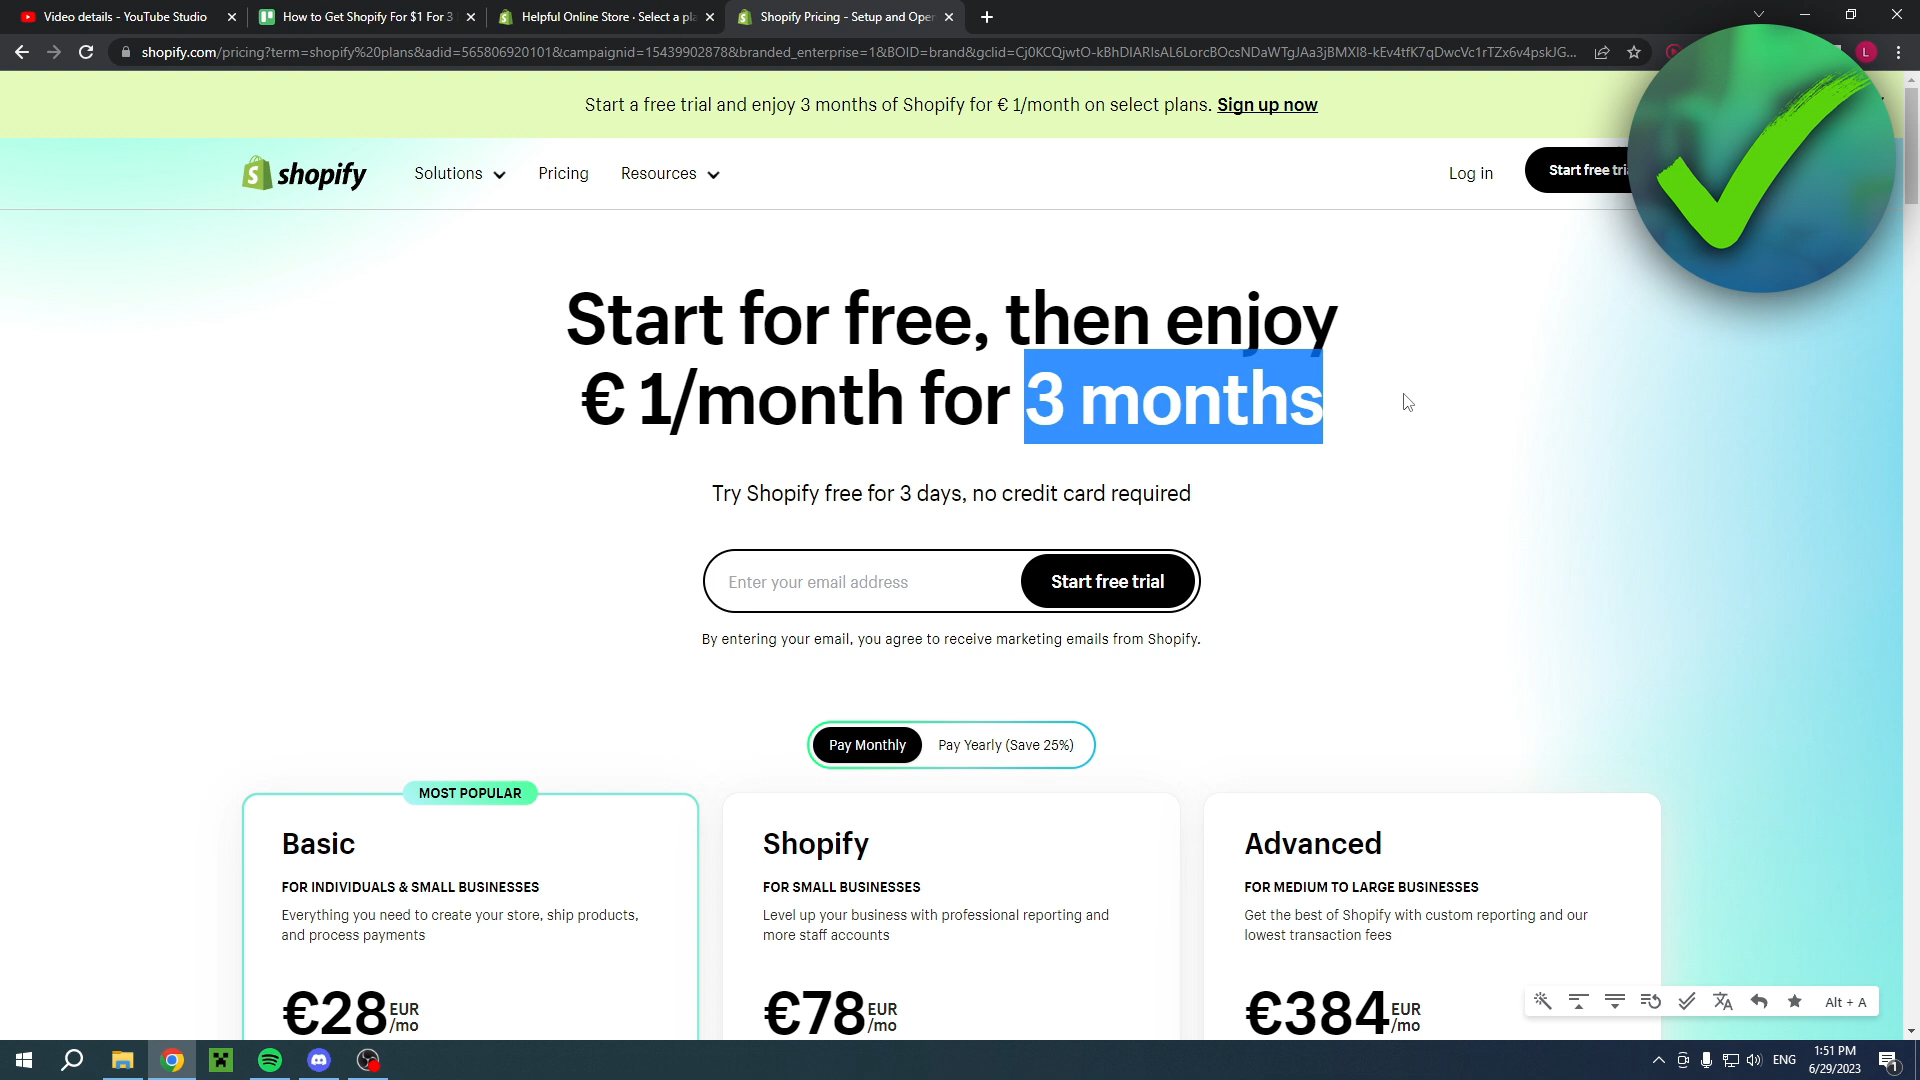 Video details - YouTube Studio
How to Get Shopify For $1 For 3
Helpful Online Store · Select a pla
Shopify Pricing - Setup and Oper
shopify.com/pricing?term=shopify%20plans&adid=565806920101&campaignid=15439902878&branded_enterprise=1&BOID=brand&gclid=Cj0KCQjwtO-kBhDIARIsAL6LorcBOcsNDaWTgJAa3jBMXI8-kEv4tfK7qDwcVc1rTZx6v4pskJG...
L
Start a free trial and enjoy 3 months of Shopify for € 1/month on select plans. Sign up now
shopify
Solutions
Pricing
Resources
Log in
Start free tria
Start for free, then enjoy
€ 1/month for 3 months
Try Shopify free for 3 days, no credit card required
Enter your email address
Start free trial
By entering your email, you agree to receive marketing emails from Shopify.
Pay Monthly
Pay Yearly (Save 25%)
MOST POPULAR
Basic
FOR INDIVIDUALS & SMALL BUSINESSES
Everything you need to create your store, ship products,
and process payments
€28 EUR
/mo
Shopify
FOR SMALL BUSINESSES
Level up your business with professional reporting and
more staff accounts
€78 EUR
/mo
Advanced
FOR MEDIUM TO LARGE BUSINESSES
Get the best of Shopify with custom reporting and our
lowest transaction fees
€384 EUR
/mo
Alt + A
ENG
1:51 PM
6/29/2023
1